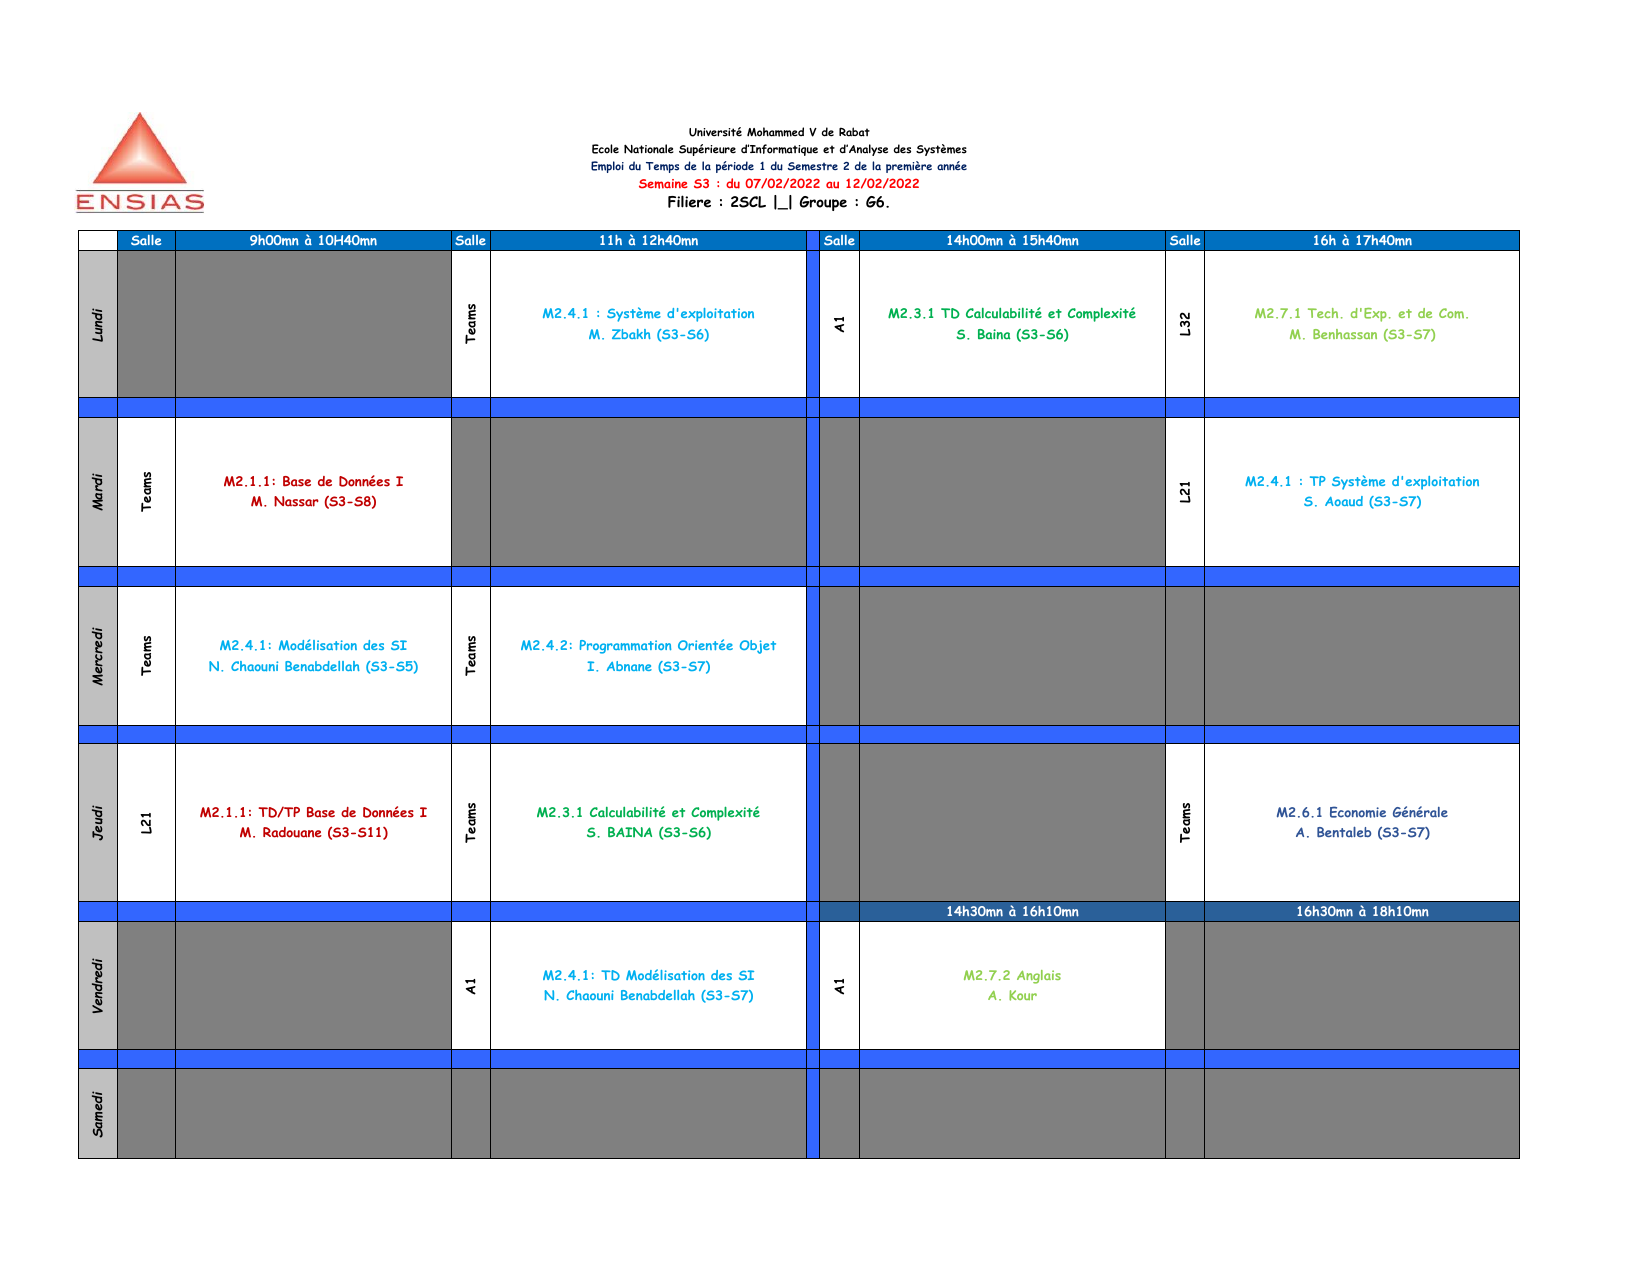 ENSIAS
Université Mohammed V de Rabat
Ecole Nationale Supérieure d’Informatique et d’Analyse des Systèmes
Emploi du Temps de la période 1 du Semestre 2 de la première année
Semaine S3 : du 07/02/2022 au 12/02/2022
Filiere : 2SCL |_| Groupe : G6.
Salle 9h00mn à 10H40mn Salle 11h à 12h40mn Salle 14h00mn à 15h40mn Salle 16h à 17h40mn
Lundi
Teams
M2.4.1 : Système d'exploitation
M. Zbakh (S3-S6)
A1
M2.3.1 TD Calculabilité et Complexité
S. Baina (S3-S6)
L32
M2.7.1 Tech. d'Exp. et de Com.
M. Benhassan (S3-S7)
Mardi
Teams
M2.1.1: Base de Données I
M. Nassar (S3-S8)
L21
M2.4.1 : TP Système d'exploitation
S. Aoaud (S3-S7)
Mercredi
Teams
M2.4.1: Modélisation des SI
N. Chaouni Benabdellah (S3-S5)
Teams
M2.4.2: Programmation Orientée Objet
I. Abnane (S3-S7)
Jeudi
L21
M2.1.1: TD/TP Base de Données I
M. Radouane (S3-S11)
Teams
M2.3.1 Calculabilité et Complexité
S. BAINA (S3-S6)
Teams
M2.6.1 Economie Générale
A. Bentaleb (S3-S7)
14h30mn à 16h10mn 16h30mn à 18h10mn
Vendredi
A1
M2.4.1: TD Modélisation des SI
N. Chaouni Benabdellah (S3-S7)
A1
M2.7.2 Anglais
A. Kour
Samedi